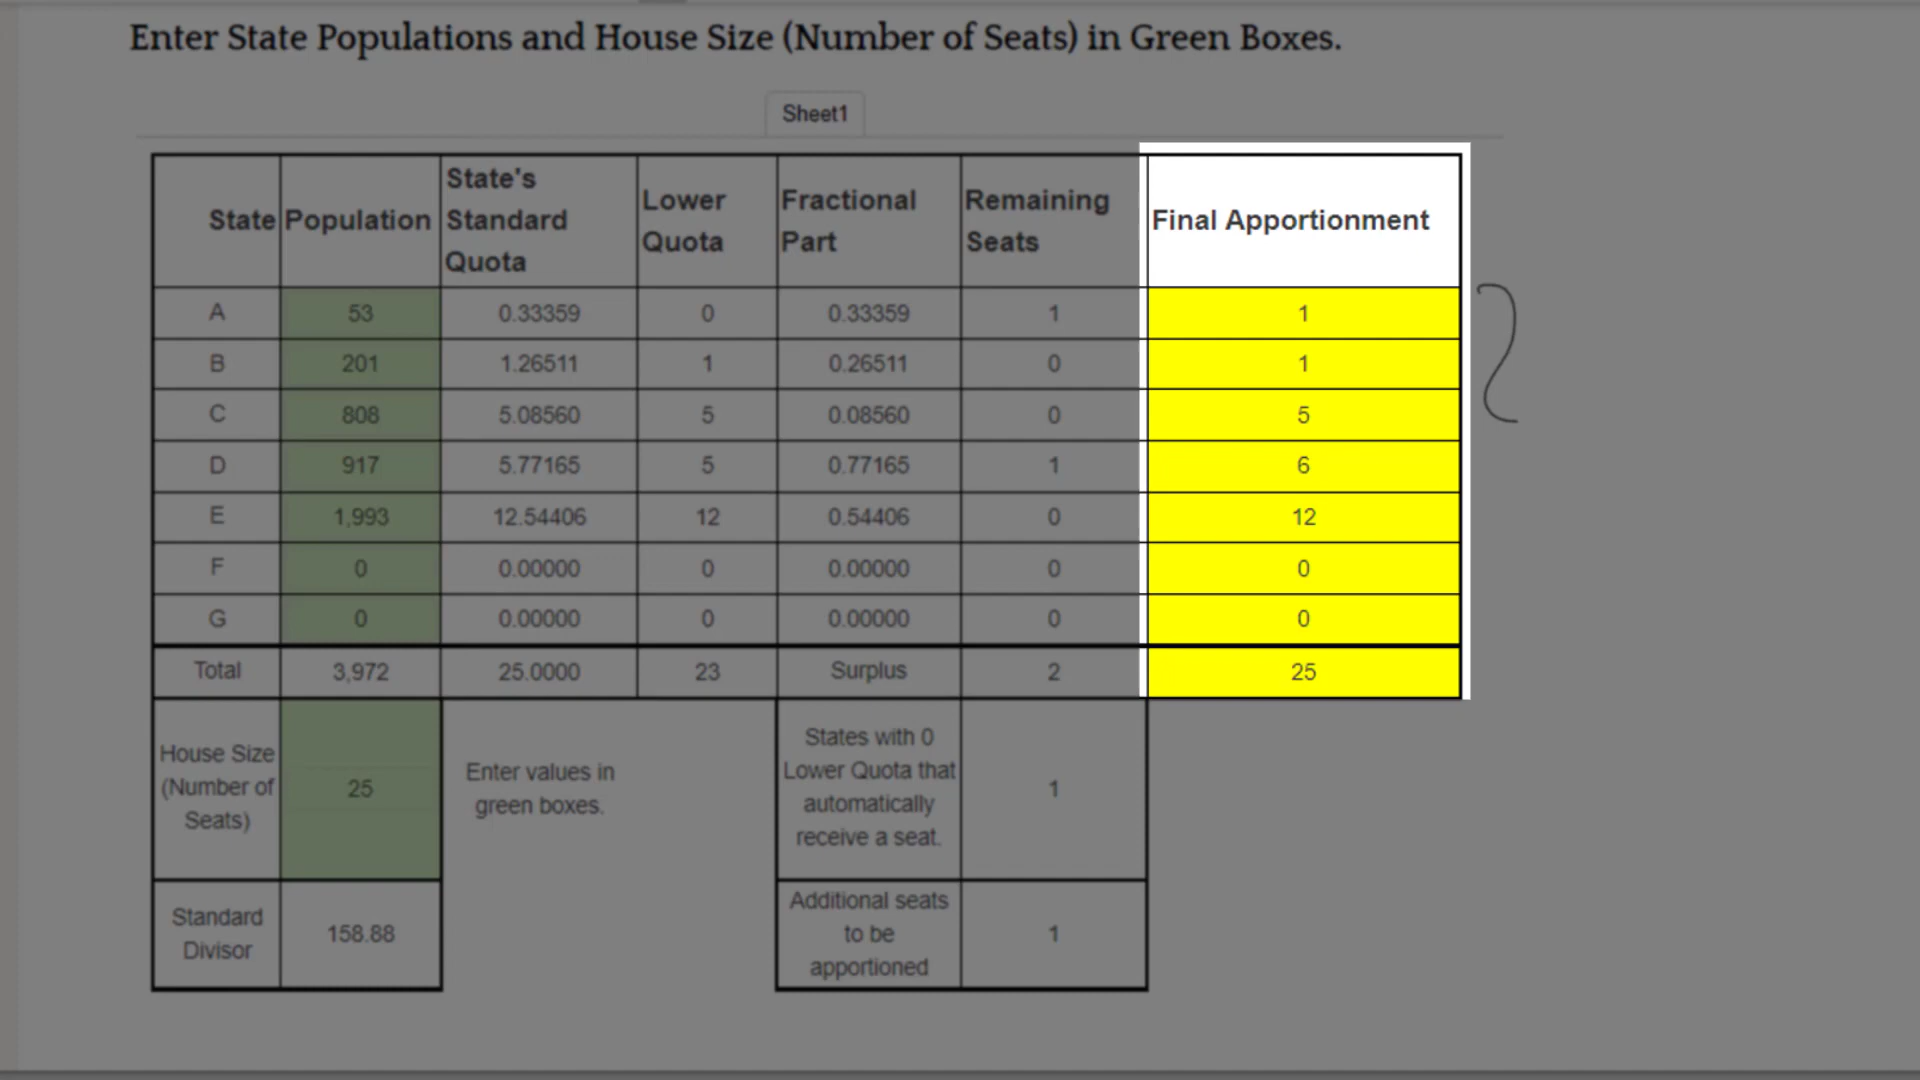 Enter State Populations and House Size (Number of Seats) in Green Boxes.
Sheet1
State Population State's Standard Quota Lower Quota Fractional Part Remaining Seats Final Apportionment
A 53 0.33359 0 0.33359 1 1
B 201 1.26511 1 0.26511 0 1
C 808 5.08560 5 0.08560 0 5
D 917 5.77165 5 0.77165 1 6
E 1,993 12.54406 12 0.54406 0 12
F 0 0.00000 0 0.00000 0 0
G 0 0.00000 0 0.00000 0 0
Total 3,972 25.0000 23 Surplus 2 25
House Size (Number of Seats) 25 Enter values in green boxes. States with 0 Lower Quota that automatically receive a seat. 1
Standard Divisor 158.88 Additional seats to be apportioned 1